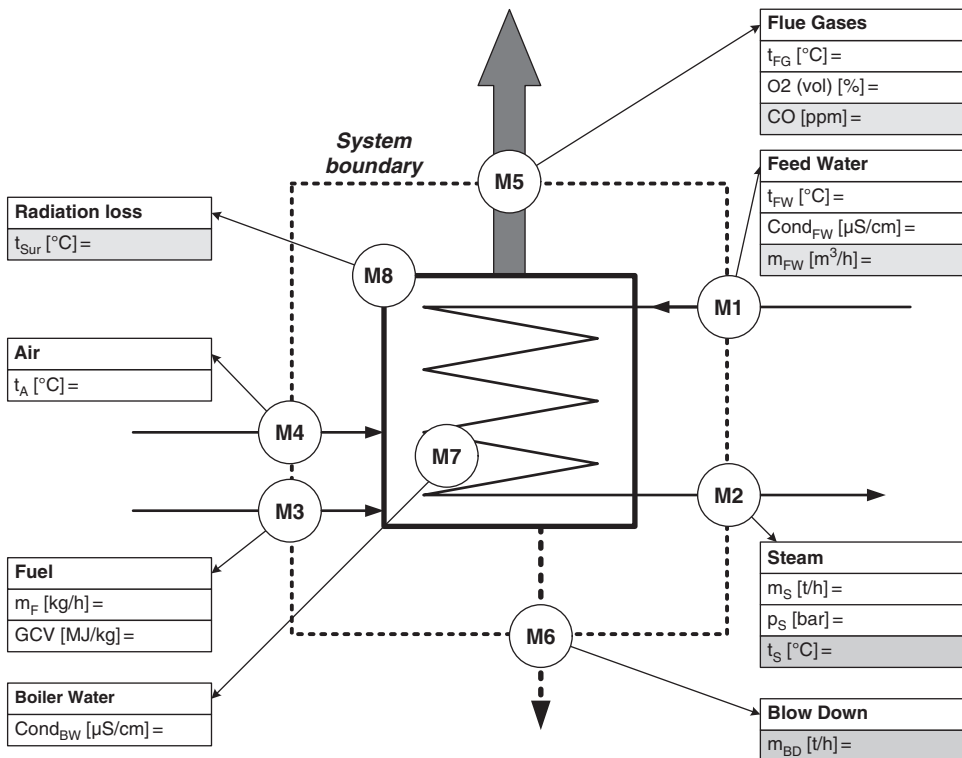 Flue Gases
t_FG [°C] =
O2 (vol) [%] =
CO [ppm] =
System
boundary
M5
Feed Water
t_FW [°C] =
Cond_FW [µS/cm] =
m_FW [m³/h] =
Radiation loss
t_Sur [°C] =
M8
M1
Air
t_A [°C] =
M4
M7
M3
M2
Fuel
m_F [kg/h] =
GCV [MJ/kg] =
Steam
m_S [t/h] =
p_S [bar] =
t_S [°C] =
M6
Boiler Water
Cond_BW [µS/cm] =
Blow Down
m_BD [t/h] =